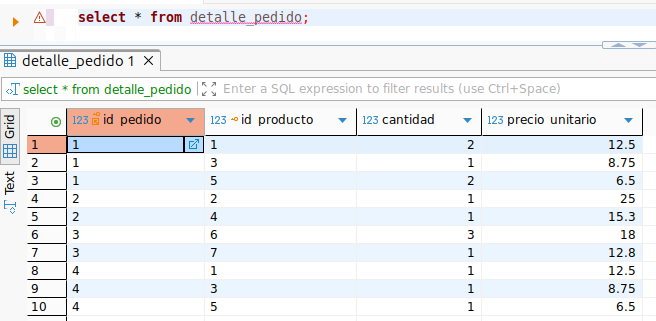 select * from detalle_pedido;
detalle_pedido 1
select * from detalle_pedido Enter a SQL expression to filter results (use Ctrl+Space)
Grid
Text
123 id_pedido 123 id_producto 123 cantidad 123 precio_unitario
1 1 1 2 12.5
2 1 3 1 8.75
3 1 5 2 6.5
4 2 2 1 25
5 2 4 1 15.3
6 3 6 3 18
7 3 7 1 12.8
8 4 1 1 12.5
9 4 3 1 8.75
10 4 5 1 6.5